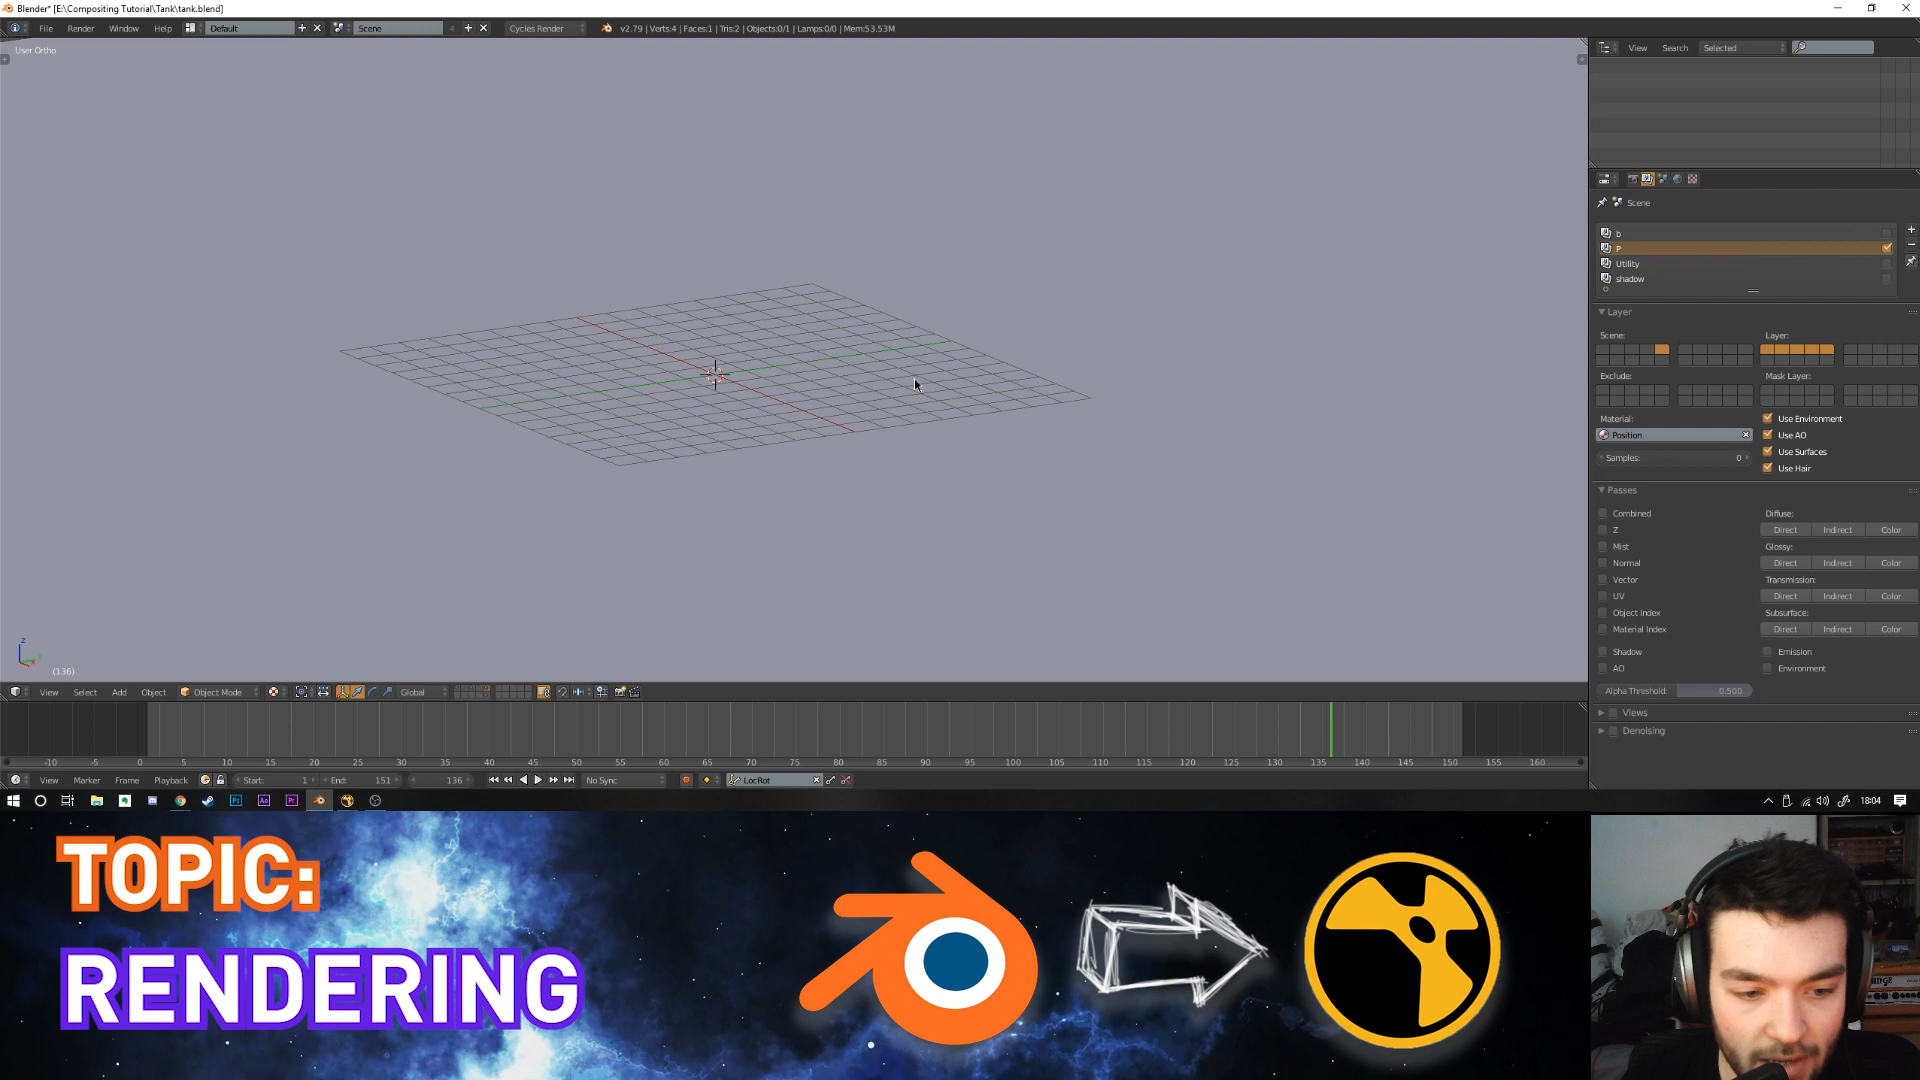 Blender* [E:\Compositing Tutorial\Tank\tank.blend]
File Render Window Help Default Scene 4 Cycles Render v2.79 | Verts:4 | Faces:1 | Tris:2 | Objects:0/1 | Lamps:0/0 | Mem:53.53M
User Ortho
View Search Selected
Scene
b
P
Utility
shadow
Layer
Scene: Layer:
Exclude: Mask Layer:
Material: Use Environment
Position Use AO
Use Surfaces
Samples: 0
Use Hair
Passes
Combined Diffuse:
Z Direct Indirect Color
Mist Glossy:
Normal Direct Indirect Color
Vector Transmission:
UV Direct Indirect Color
Object Index Subsurface:
Material Index Direct Indirect Color
Shadow Emission
AO Environment
Alpha Threshold: 0.500
Views
Denoising
z
(136)
View Select Add Object Object Mode Global
-10 -5 0 5 10 15 20 25 30 35 40 45 50 55 60 65 70 75 80 85 90 95 100 105 110 115 120 125 130 135 140 145 150 155 160
View Marker Frame Playback Start: 1 End: 151 136 No Sync LocRot
Ps Ae Pr 18:04
TOPIC:
RENDERING